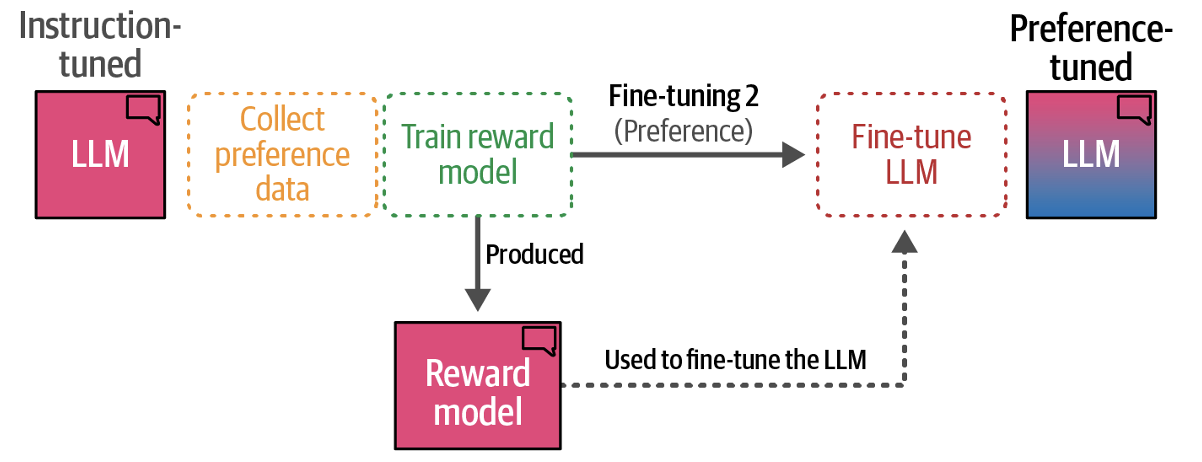 Instruction-
tuned
LLM
Collect
preference
data
Train reward
model
Fine-tuning 2
(Preference)
Fine-tune
LLM
Preference-
tuned
LLM
Produced
Reward
model
Used to fine-tune the LLM